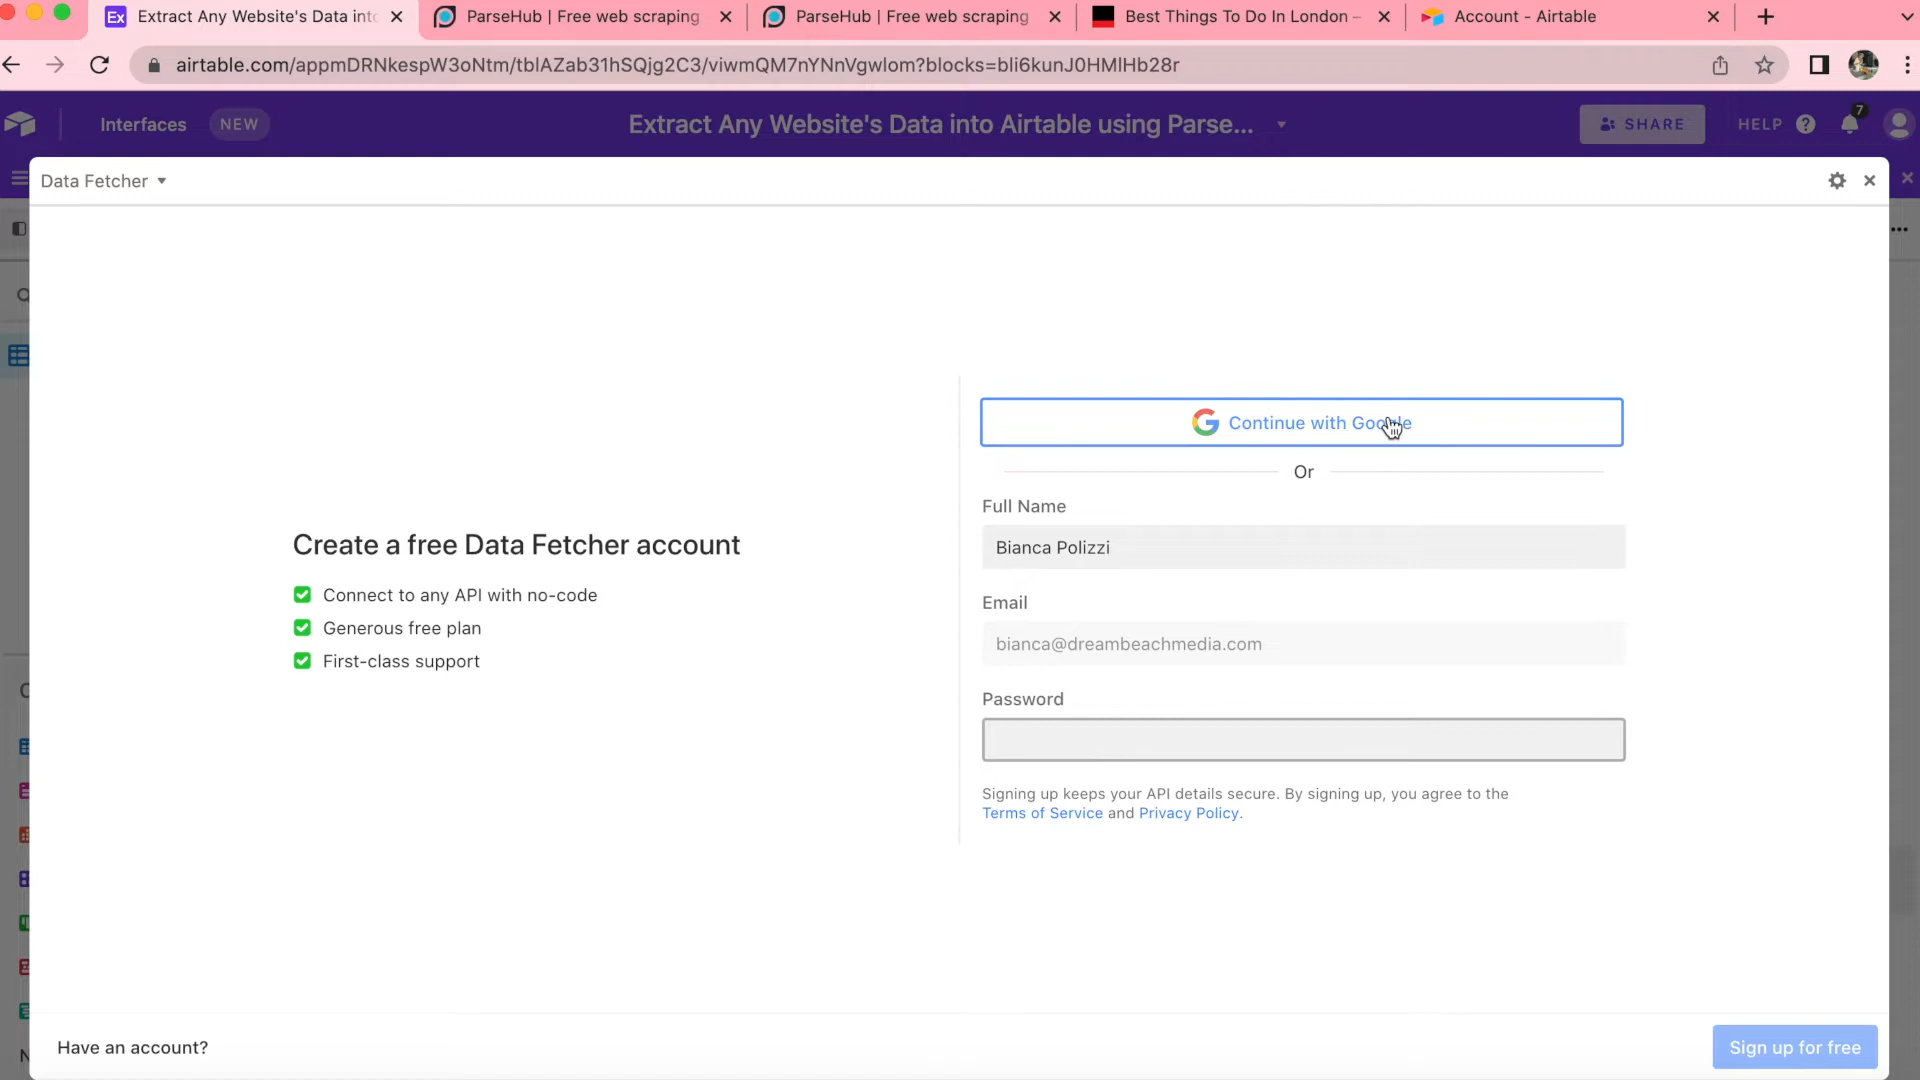 Ex Extract Any Website's Data into
ParseHub | Free web scraping
ParseHub | Free web scraping
Best Things To Do In London –
Account - Airtable
airtable.com/appmDRNkespW3oNtm/tblAZab31hSQjg2C3/viwmQM7nYNnVgwlom?blocks=bli6kunJ0HMlHb28r
Interfaces
NEW
Extract Any Website's Data into Airtable using Parse...
SHARE
HELP
7
Data Fetcher
Continue with Google
Or
Full Name
Bianca Polizzi
Create a free Data Fetcher account
Connect to any API with no-code
Generous free plan
First-class support
Email
bianca@dreambeachmedia.com
Password
Signing up keeps your API details secure. By signing up, you agree to the
Terms of Service and Privacy Policy.
Have an account?
Sign up for free